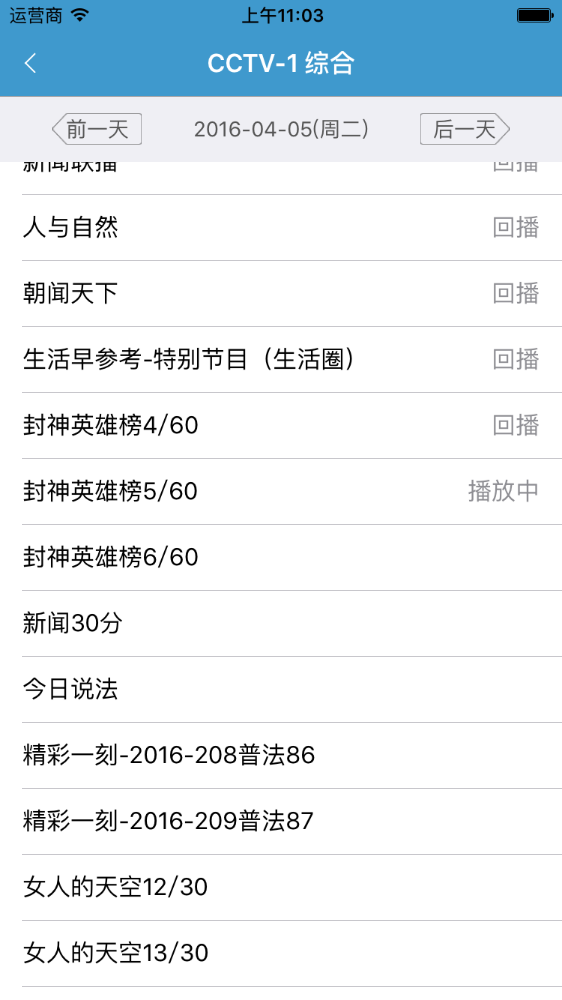 运营商 上午11:03
CCTV-1 综合
前一天 2016-04-05(周二) 后一天
新闻联播 回播
人与自然 回播
朝闻天下 回播
生活早参考-特别节目（生活圈） 回播
封神英雄榜4/60 回播
封神英雄榜5/60 播放中
封神英雄榜6/60
新闻30分
今日说法
精彩一刻-2016-208普法86
精彩一刻-2016-209普法87
女人的天空12/30
女人的天空13/30